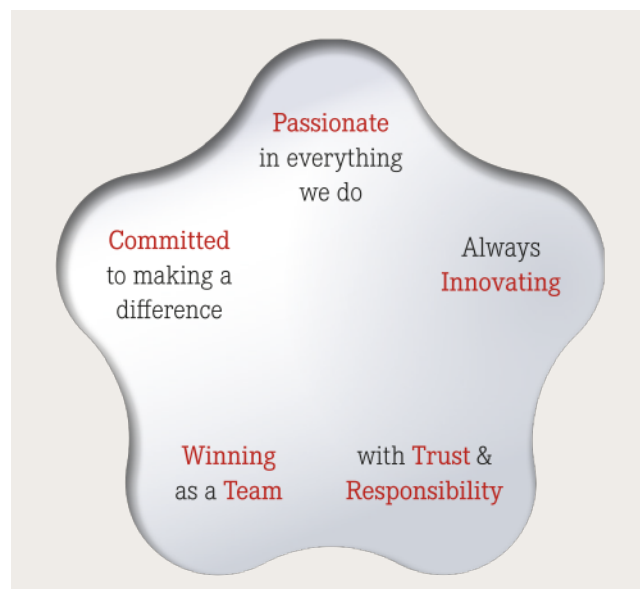 Passionate
in everything
we do
Committed
to making a
difference
Always
Innovating
Winning
as a Team
with Trust &
Responsibility